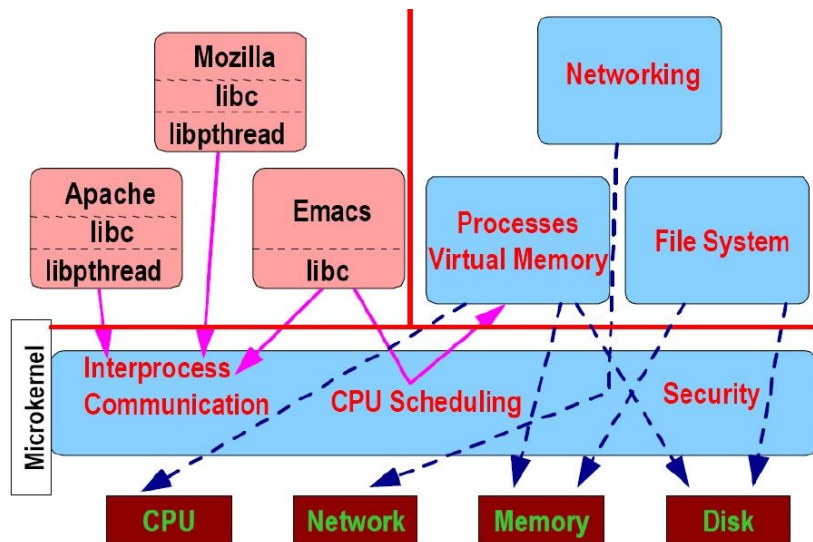 Mozilla
libc
libpthread
Apache
libc
libpthread
Emacs
libc
Networking
Processes
Virtual Memory
File System
Microkernel
Interprocess
Communication
CPU Scheduling
Security
CPU
Network
Memory
Disk